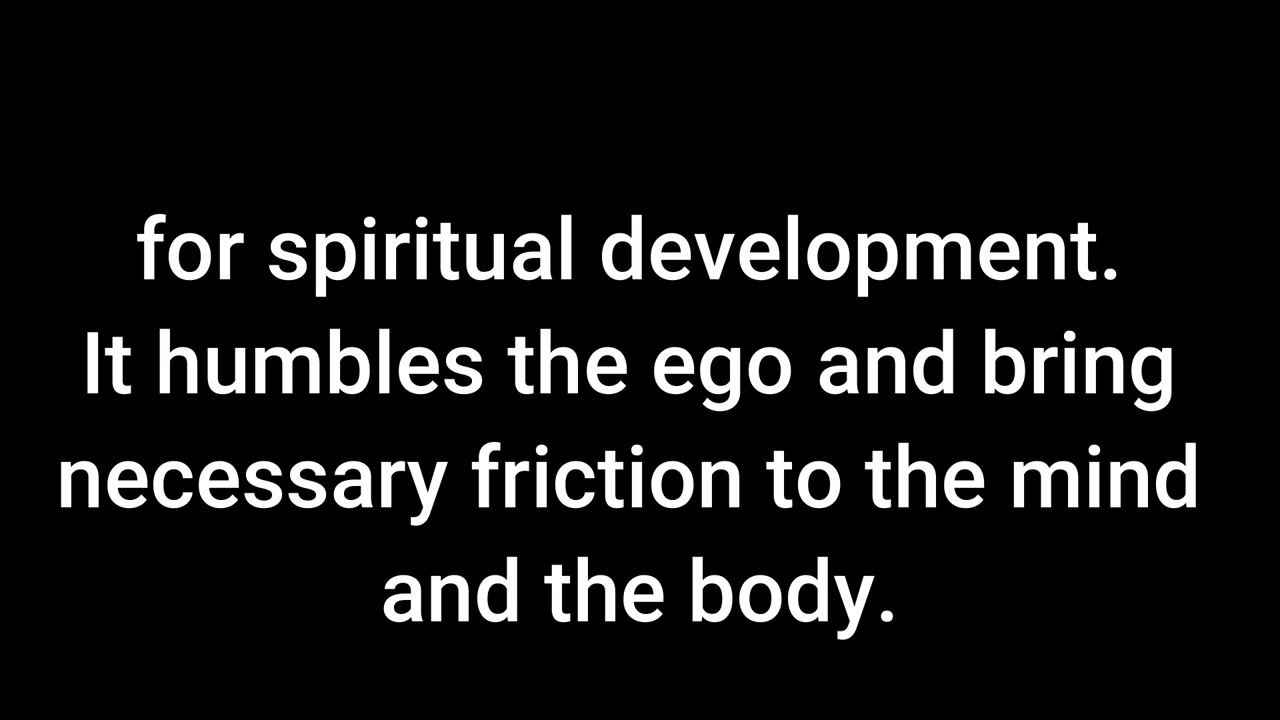 for spiritual development.
It humbles the ego and bring
necessary friction to the mind
and the body.